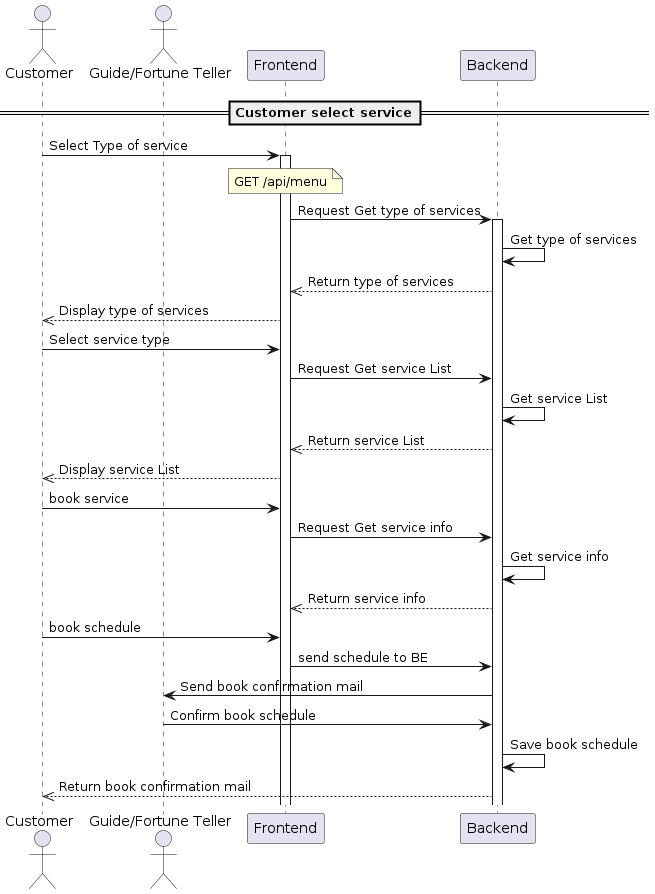 Customer
Guide/Fortune Teller
Frontend
Backend
Customer select service
Select Type of service
GET /api/menu
Request Get type of services
Get type of services
Return type of services
Display type of services
Select service type
Request Get service List
Get service List
Return service List
Display service List
book service
Request Get service info
Get service info
Return service info
book schedule
send schedule to BE
Send book confirmation mail
Confirm book schedule
Save book schedule
Return book confirmation mail
Customer
Guide/Fortune Teller
Frontend
Backend